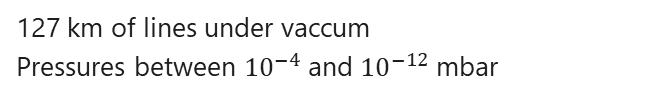 127 km of lines under vaccum
Pressures between 10⁻⁴ and 10⁻¹² mbar